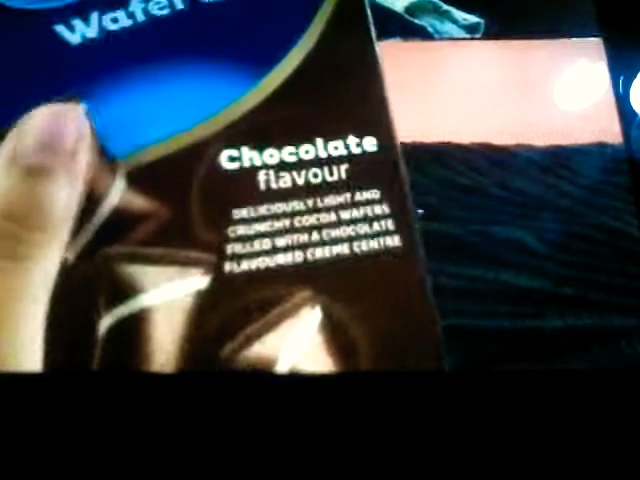 Wafer
Chocolate
flavour
DELICIOUSLY LIGHT AND
CRUNCHY COCOA WAFERS
FILLED WITH A CHOCOLATE
FLAVOURED CREME CENTRE